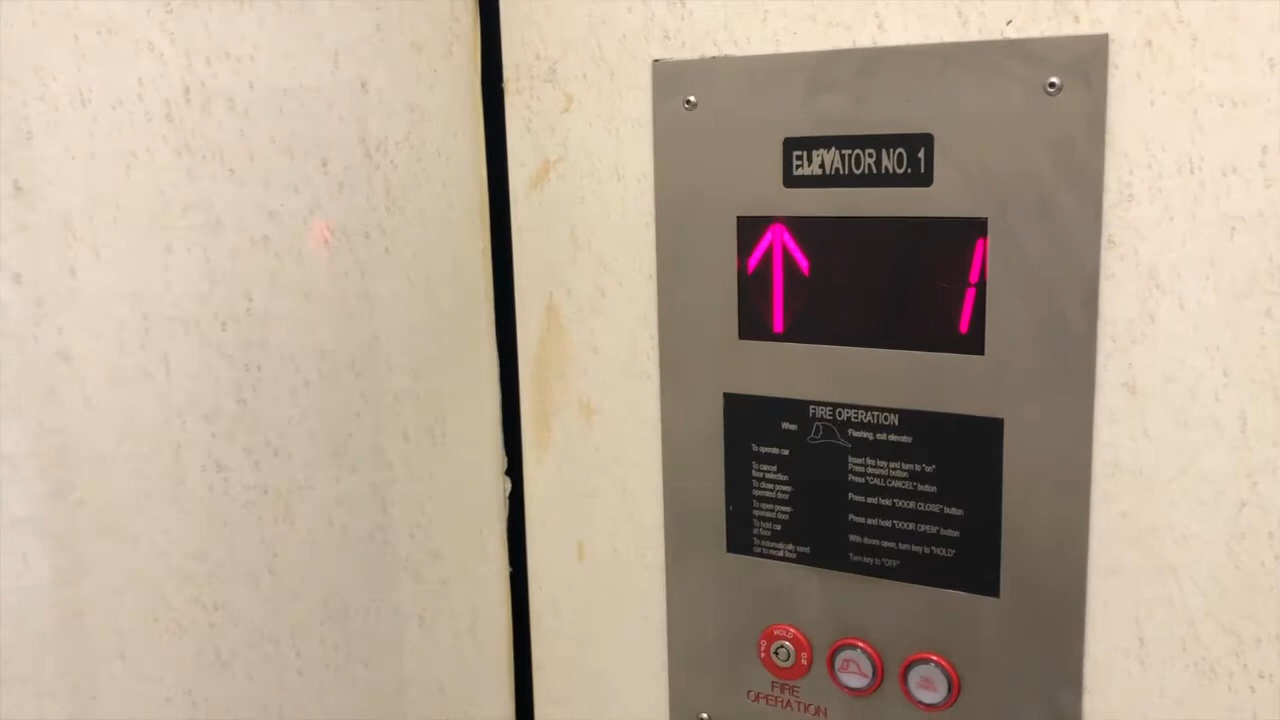 ELEVATOR NO. 1
1
FIRE OPERATION
When Flashing, exit elevator
To operate car Insert fire key and turn to "on"
Press desired button
To cancel
floor selection Press "CALL CANCEL" button
To close power-
operated door Press and hold "DOOR CLOSE" button
To open power-
operated door Press and hold "DOOR OPEN" button
To hold car
at floor With doors open, turn key to "HOLD"
To automatically send
car to recall floor Turn key to "OFF"
OFF HOLD ON
CALL
CANCEL
FIRE
OPERATION